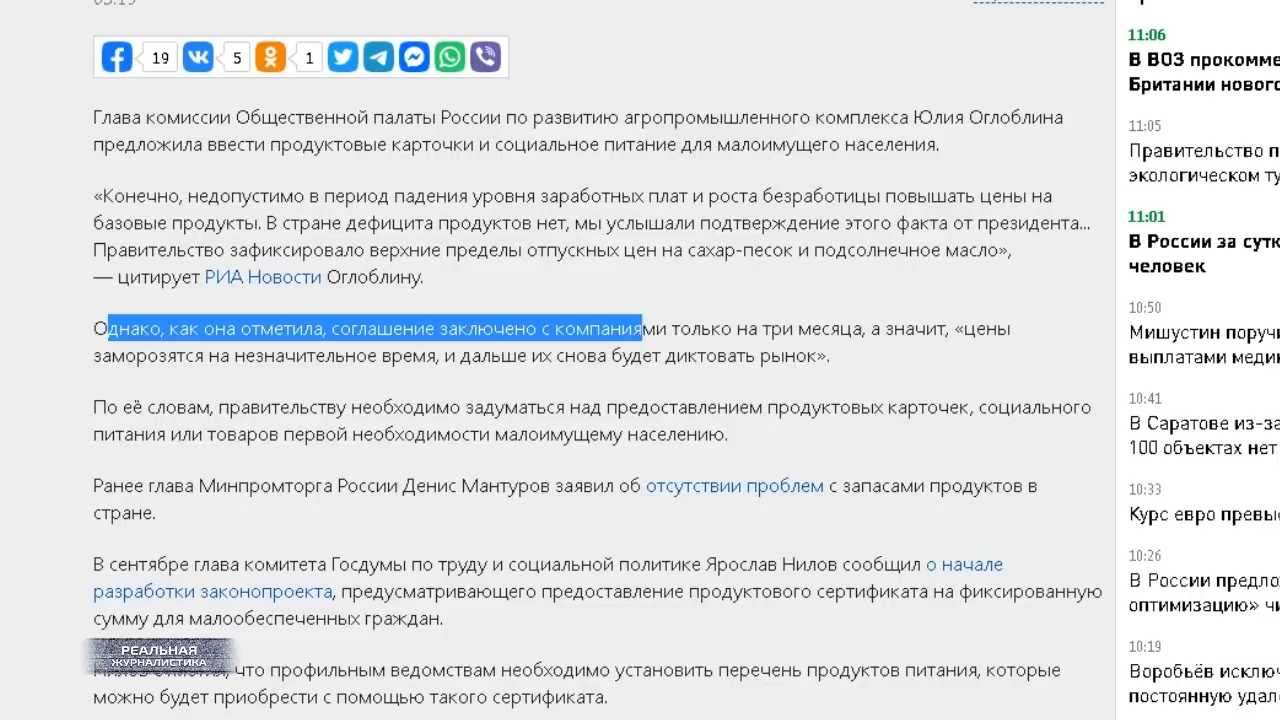 19
5
1
Глава комиссии Общественной палаты России по развитию агропромышленного комплекса Юлия Оглоблина
предложила ввести продуктовые карточки и социальное питание для малоимущего населения.
«Конечно, недопустимо в период падения уровня заработных плат и роста безработицы повышать цены на
базовые продукты. В стране дефицита продуктов нет, мы услышали подтверждение этого факта от президента...
Правительство зафиксировало верхние пределы отпускных цен на сахар-песок и подсолнечное масло»,
— цитирует РИА Новости Оглоблину.
Однако, как она отметила, соглашение заключено с компаниями только на три месяца, а значит, «цены
заморозятся на незначительное время, и дальше их снова будет диктовать рынок».
По её словам, правительству необходимо задуматься над предоставлением продуктовых карточек, социального
питания или товаров первой необходимости малоимущему населению.
Ранее глава Минпромторга России Денис Мантуров заявил об отсутствии проблем с запасами продуктов в
стране.
В сентябре глава комитета Госдумы по труду и социальной политике Ярослав Нилов сообщил о начале
разработки законопроекта, предусматривающего предоставление продуктового сертификата на фиксированную
сумму для малообеспеченных граждан.
что профильным ведомствам необходимо установить перечень продуктов питания, которые
можно будет приобрести с помощью такого сертификата.
РЕАЛЬНАЯ
ЖУРНАЛИСТИКА
11:06
В ВОЗ прокомме
Британии новог
11:05
Правительство п
экологическом ту
11:01
В России за сутк
человек
10:50
Мишустин поручи
выплатами меди
10:41
В Саратове из-за
100 объектах нет
10:33
Курс евро превы
10:26
В России предло
оптимизацию» чи
10:19
Воробьёв исключ
постоянную удал